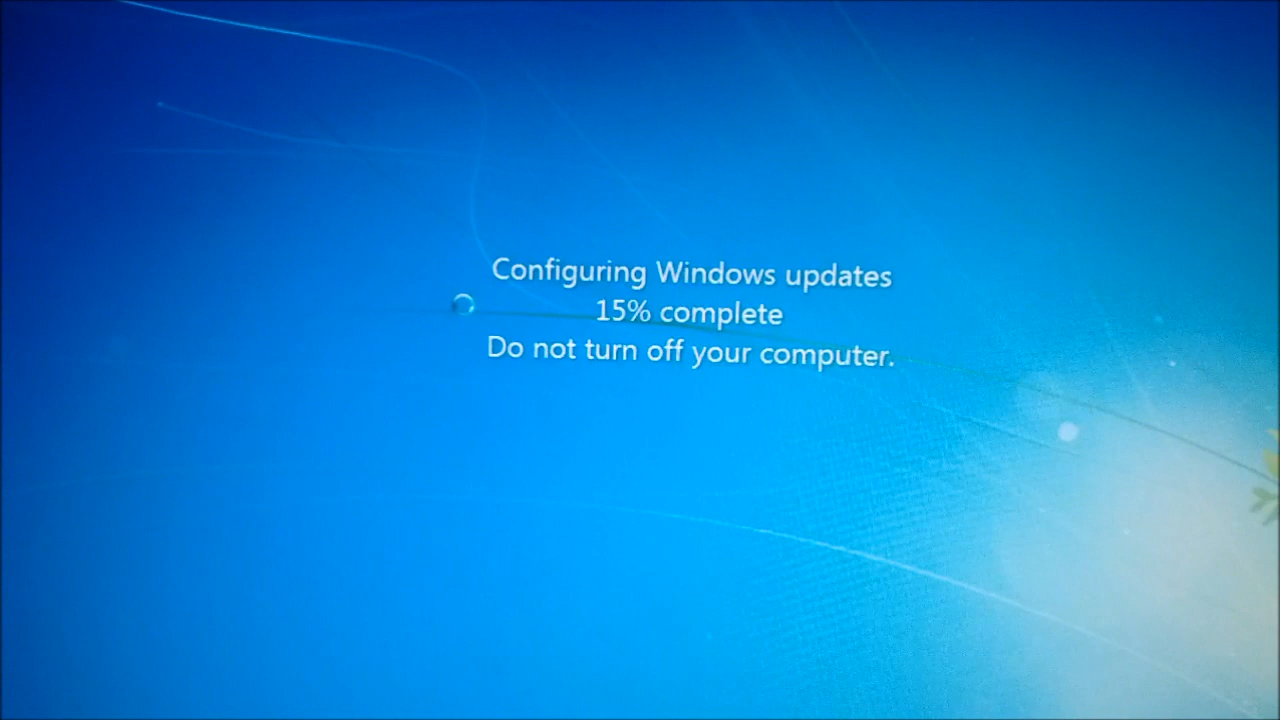 Configuring Windows updates
15% complete
Do not turn off your computer.